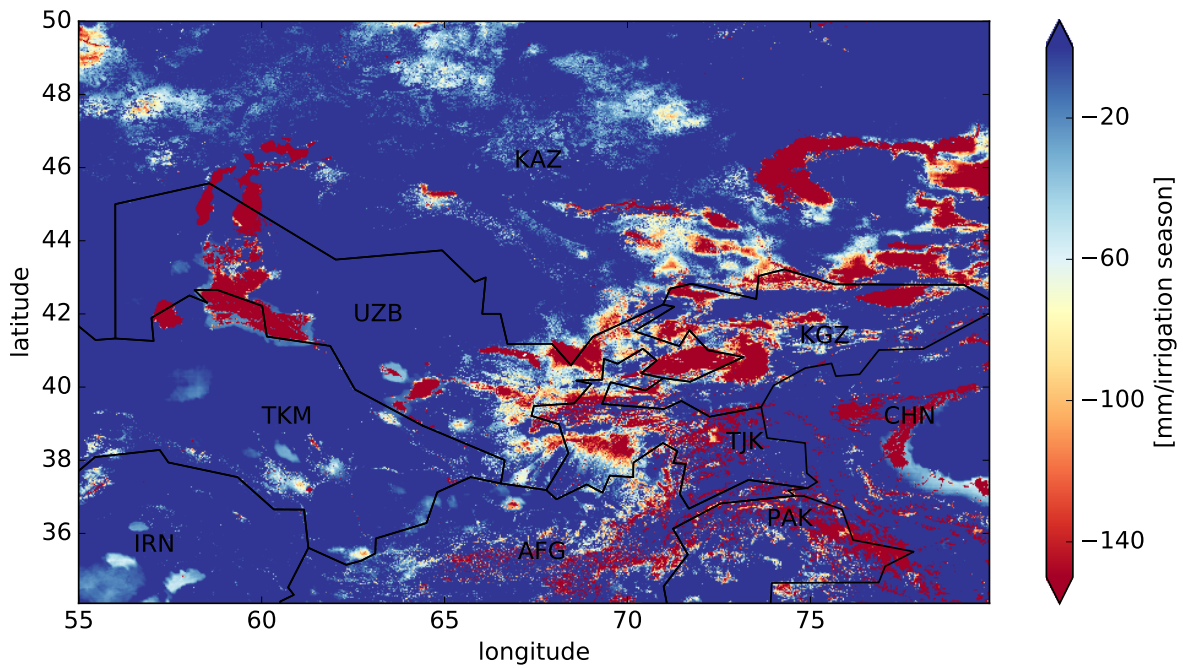 50
48
46
44
42
40
38
36
latitude
55
60
65
70
75
longitude
KAZ
UZB
KGZ
TKM
CHN
TJK
PAK
IRN
AFG
−20
−60
−100
−140
[mm/irrigation season]